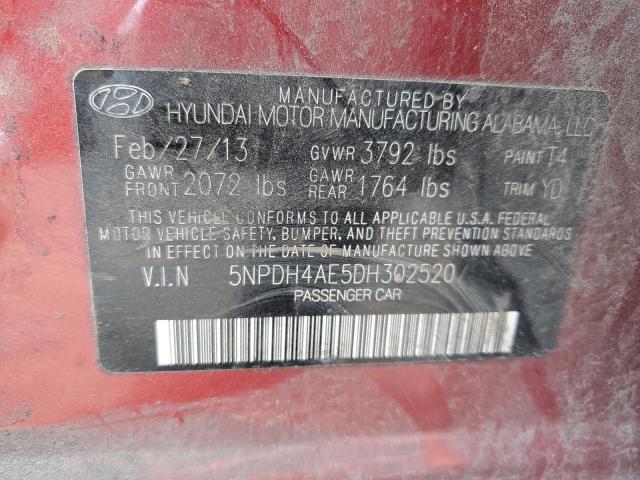 MANUFACTURED BY
HYUNDAI MOTOR MANUFACTURING ALABAMA, LLC
Feb/27/13 GVWR 3792 lbs PAINT T4
GAWR FRONT 2072 lbs GAWR REAR 1764 lbs TRIM YD
THIS VEHICLE CONFORMS TO ALL APPLICABLE U.S.A. FEDERAL
MOTOR VEHICLE SAFETY, BUMPER, AND THEFT PREVENTION STANDARDS
IN EFFECT ON THE DATE OF MANUFACTURE SHOWN ABOVE
V.I.N 5NPDH4AE5DH302520
PASSENGER CAR